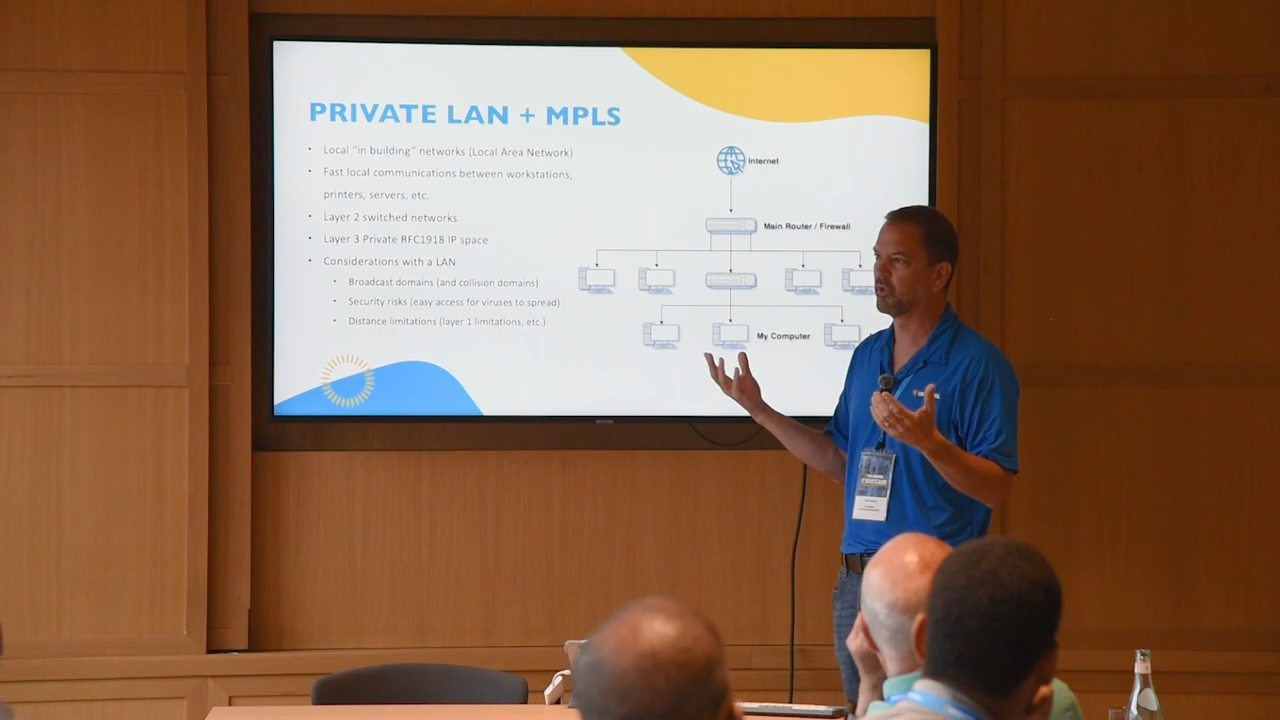 PRIVATE LAN + MPLS
• Local “in building” networks (Local Area Network)
• Fast local communications between workstations,
printers, servers, etc.
• Layer 2 switched networks
• Layer 3 Private RFC1918 IP space
• Considerations with a LAN
• Broadcast domains (and collision domains)
• Security risks (easy access for viruses to spread)
• Distance limitations (layer 1 limitations, etc.)
Internet
Main Router / Firewall
My Computer